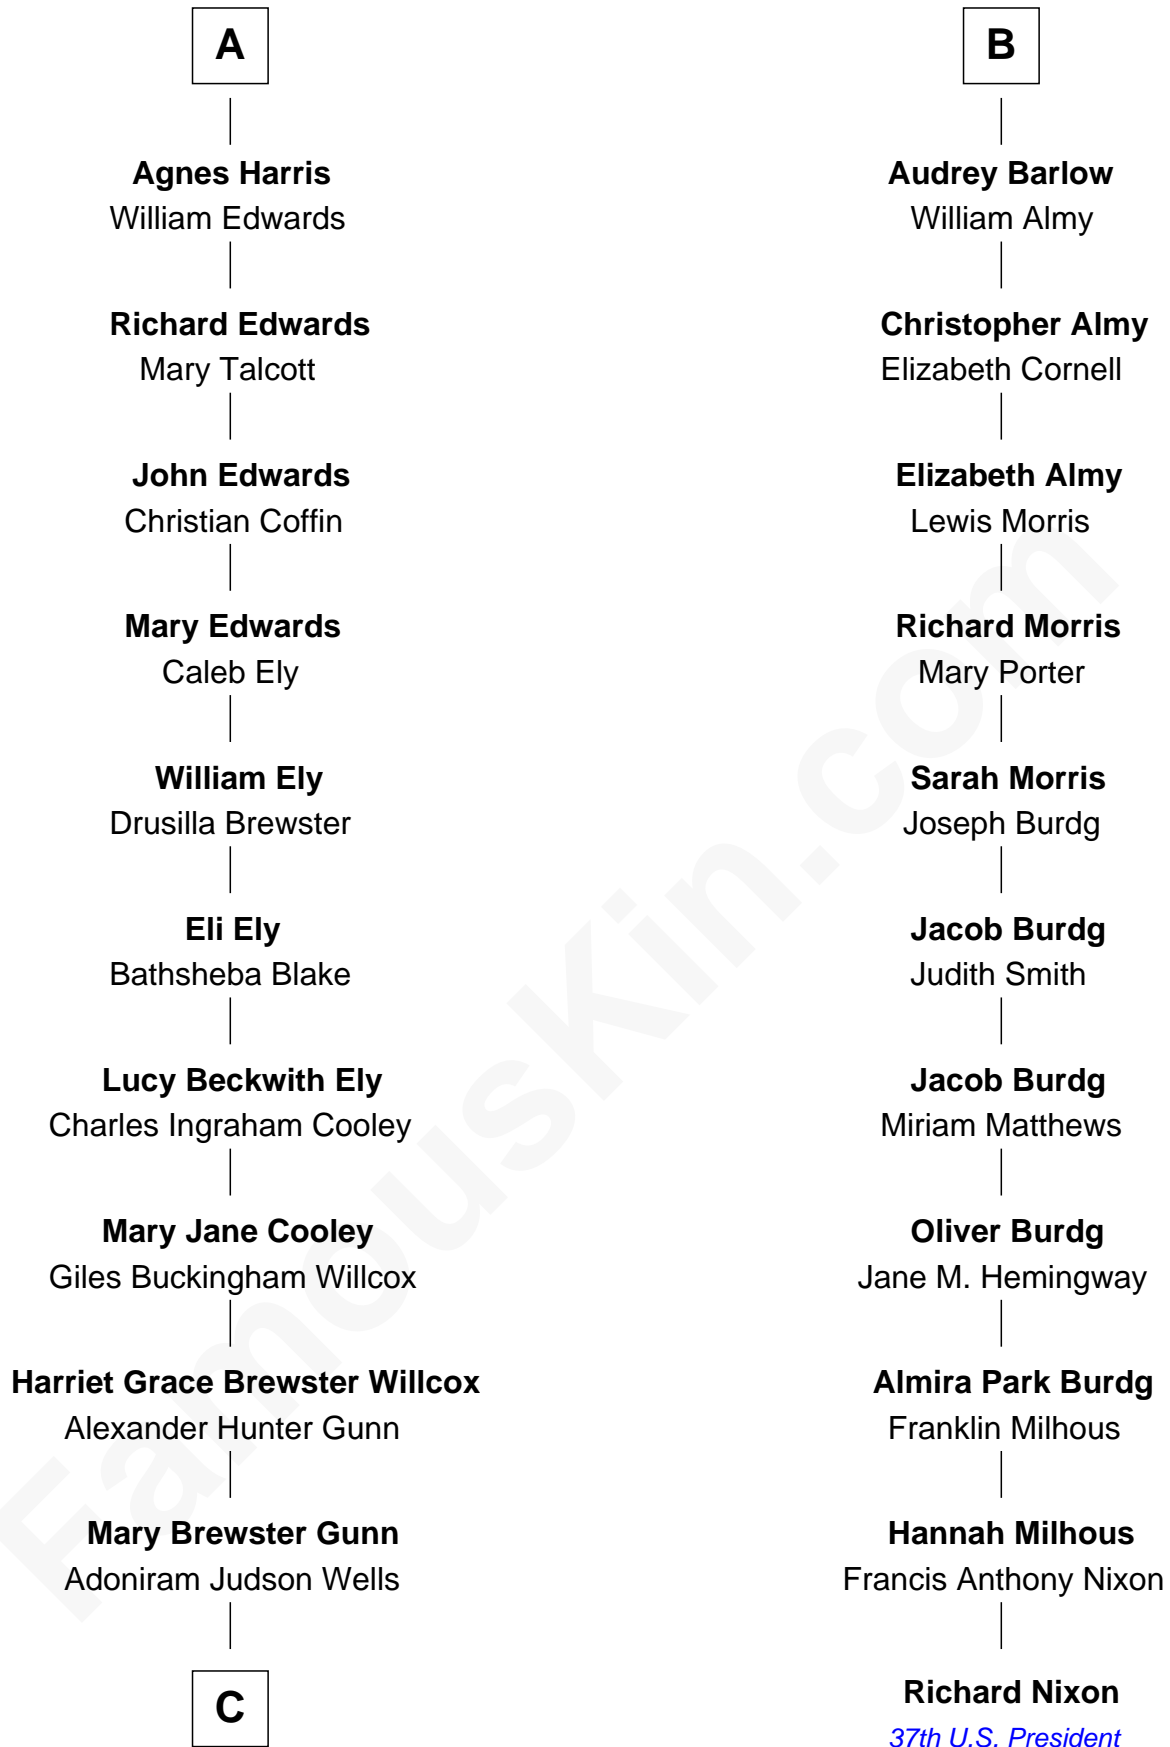 A
Agnes Harris
William Edwards
Richard Edwards
Mary Talcott
John Edwards
Christian Coffin
Mary Edwards
Caleb Ely
William Ely
Drusilla Brewster
Eli Ely
Bathsheba Blake
Lucy Beckwith Ely
Charles Ingraham Cooley
Mary Jane Cooley
Giles Buckingham Willcox
Harriet Grace Brewster Willcox
Alexander Hunter Gunn
Mary Brewster Gunn
Adoniram Judson Wells
C
B
Audrey Barlow
William Almy
Christopher Almy
Elizabeth Cornell
Elizabeth Almy
Lewis Morris
Richard Morris
Mary Porter
Sarah Morris
Joseph Burdg
Jacob Burdg
Judith Smith
Jacob Burdg
Miriam Matthews
Oliver Burdg
Jane M. Hemingway
Almira Park Burdg
Franklin Milhous
Hannah Milhous
Francis Anthony Nixon
Richard Nixon
37th U.S. President
FamousKin.com